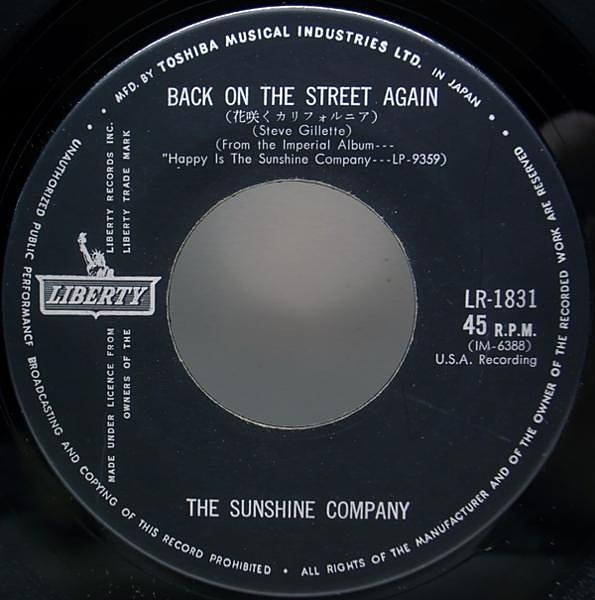 MFD. BY TOSHIBA MUSICAL INDUSTRIES LTD. IN JAPAN
BACK ON THE STREET AGAIN
(花咲くカリフォルニア)
(Steve Gillette)
(From the Imperial Album---
"Happy Is The Sunshine Company---LP-9359)
LIBERTY RECORDS INC.
LIBERTY TRADE MARK
LIBERTY
MADE UNDER LICENCE FROM
OWNERS OF THE
LR-1831
45 R.P.M.
(IM-6388)
U.S.A. Recording
THE SUNSHINE COMPANY
UNAUTHORIZED PUBLIC PERFORMANCE BROADCASTING AND COPYING OF THIS RECORD PROHIBITED • ALL RIGHTS OF THE MANUFACTURER AND OF THE OWNER OF THE RECORDED WORK ARE RESERVED